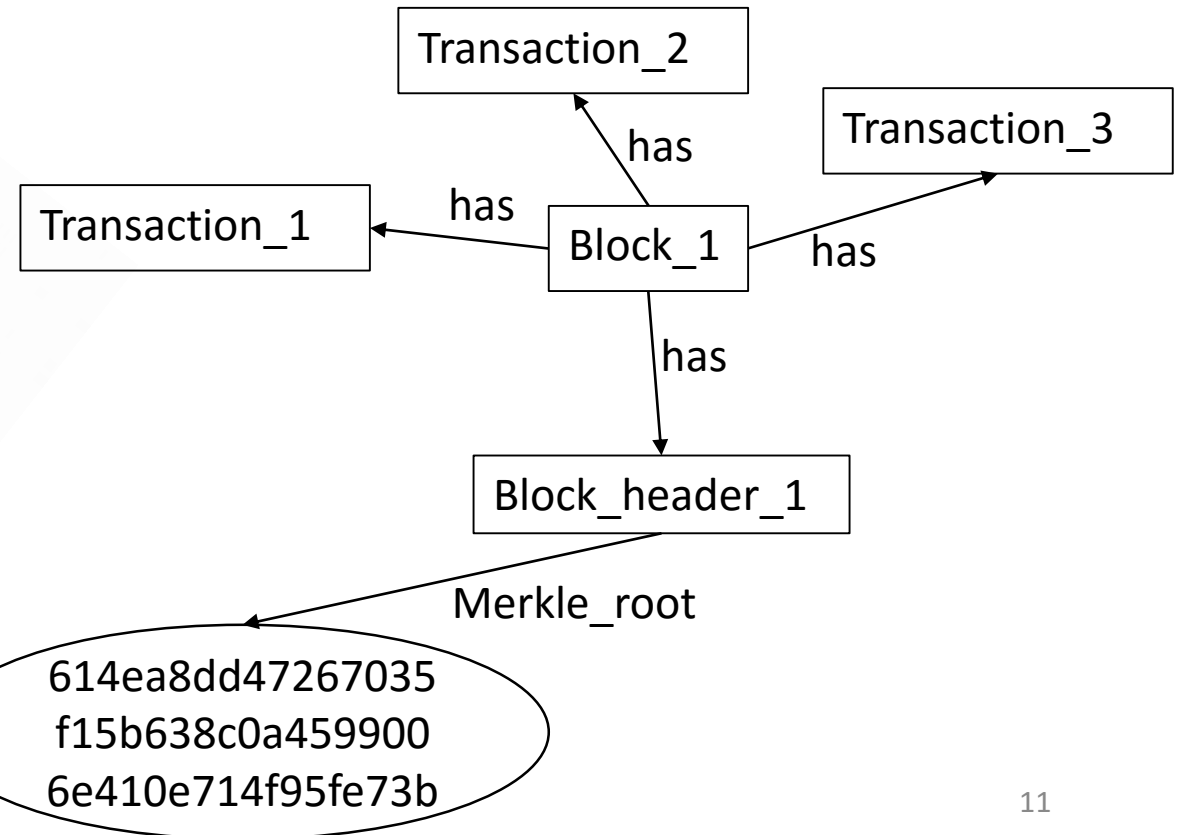 Transaction_2
Transaction_3
has
has
Transaction_1
Block_1
has
has
Block_header_1
Merkle_root
614ea8dd47267035
f15b638c0a459900
6e410e714f95fe73b
11